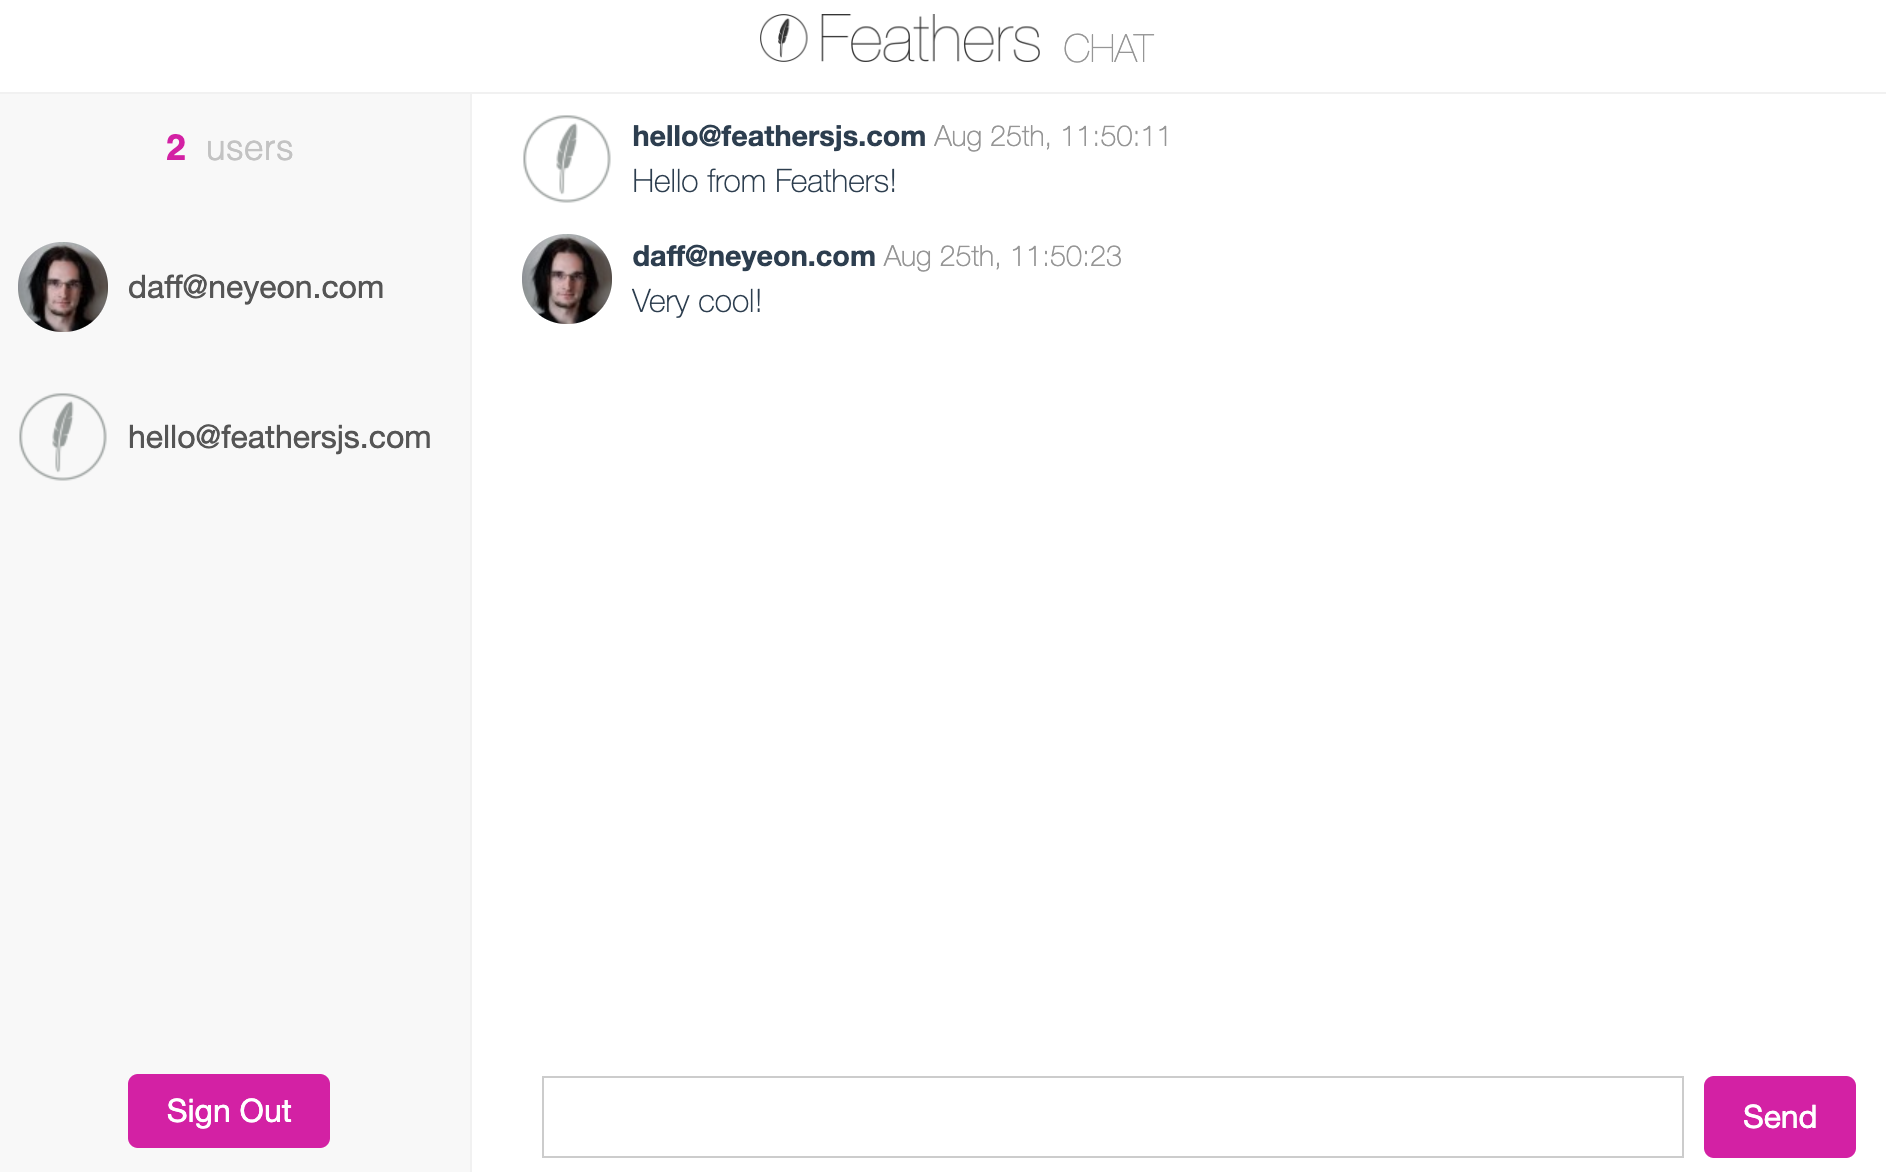 Feathers CHAT
2 users
daff@neyeon.com
hello@feathersjs.com
Sign Out
hello@feathersjs.com Aug 25th, 11:50:11
Hello from Feathers!
daff@neyeon.com Aug 25th, 11:50:23
Very cool!
Send